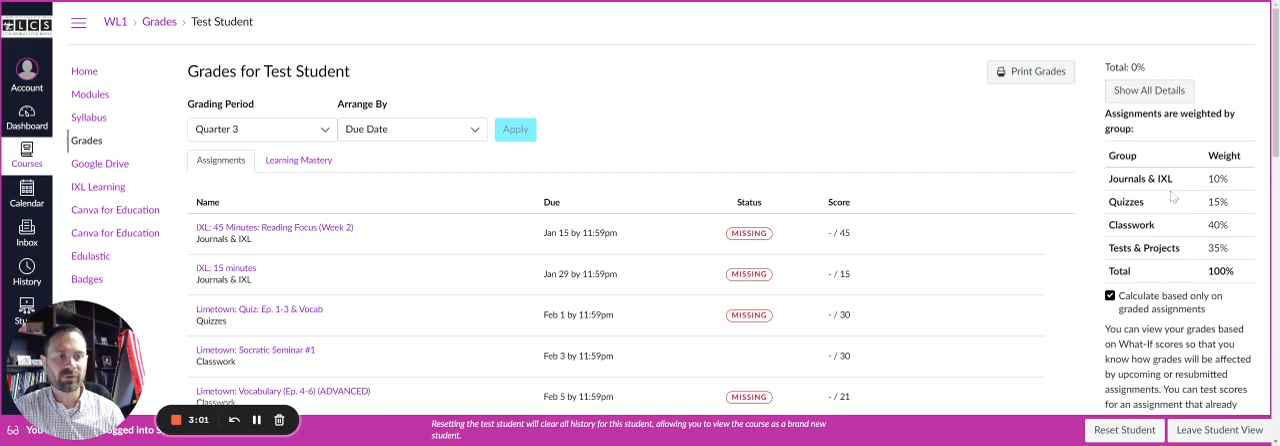 LCS
WL1 > Grades > Test Student
Account
Dashboard
Courses
Calendar
Inbox
History
Home
Modules
Syllabus
Grades
Google Drive
IXL Learning
Canva for Education
Canva for Education
Edulastic
Badges
Grades for Test Student
Print Grades
Grading Period
Arrange By
Quarter 3
Due Date
Apply
Assignments
Learning Mastery
Name Due Status Score
IXL: 45 Minutes: Reading Focus (Week 2)
Journals & IXL
Jan 15 by 11:59pm MISSING - / 45
IXL: 15 minutes
Journals & IXL
Jan 29 by 11:59pm MISSING - / 15
Limetown: Quiz: Ep. 1-3 & Vocab
Quizzes
Feb 1 by 11:59pm MISSING - / 30
Limetown: Socratic Seminar #1
Classwork
Feb 3 by 11:59pm - / 30
Limetown: Vocabulary (Ep. 4-6) (ADVANCED)
Classwork
Feb 5 by 11:59pm MISSING - / 21
Total: 0%
Show All Details
Assignments are weighted by
group:
Group Weight
Journals & IXL 10%
Quizzes 15%
Classwork 40%
Tests & Projects 35%
Total 100%
Calculate based only on
graded assignments
You can view your grades based
on What-If scores so that you
know how grades will be affected
by upcoming or resubmitted
assignments. You can test scores
for an assignment that already
3:01
Resetting the test student will clear all history for this student, allowing you to view the course as a brand new
student.
Reset Student
Leave Student View